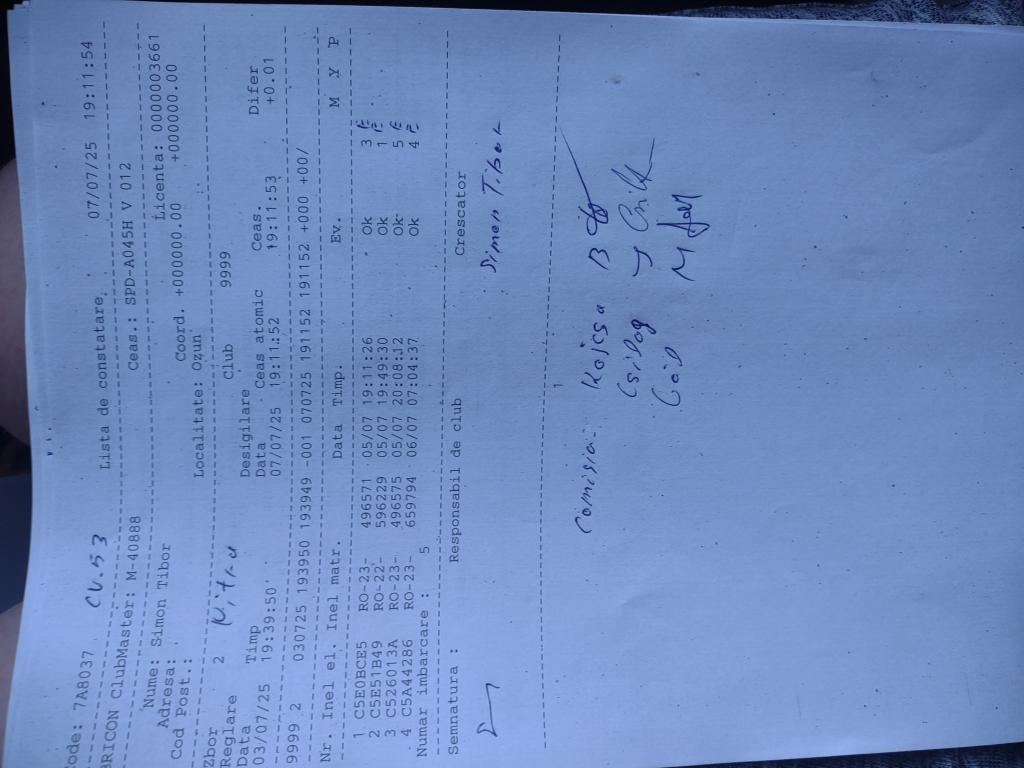 Code: 7A8037 CU.53 Lista de constatare. 07/07/25 19:11:54
BRICON ClubMaster: M-40888 Ceas.: SPD-A045H V 012
Nume: Simon Tibor Licenta: 0000003661
Adresa: Coord. +000000.00 +000000.00
Cod Post.: Localitate: Ozun
Zbor 2 Club 9999
Reglare Desigilare
Data Timp Data Ceas atomic Ceas. Difer
03/07/25 19:39:50 07/07/25 19:11:52 19:11:53 +0.01
9999 2 030725 193950 193949 -001 070725 191152 191152 +000 +00/
Nr. Inel el. Inel matr. Data Timp. Ev. M Y P
1 C5E0BCE5 RO-23- 496571 05/07 19:11:26 Ok 3
2 C5E51B49 RO-22- 596229 05/07 19:49:30 Ok 1
3 C526013A RO-23- 496575 05/07 20:08:12 Ok 5
4 C5A44286 RO-23- 659794 06/07 07:04:37 Ok 4
Numar imbarcare : 5
Semnatura : Responsabil de club Crescator
Simon Tibor
1
Comisia: Kojcsa B
Csilag
Gál M